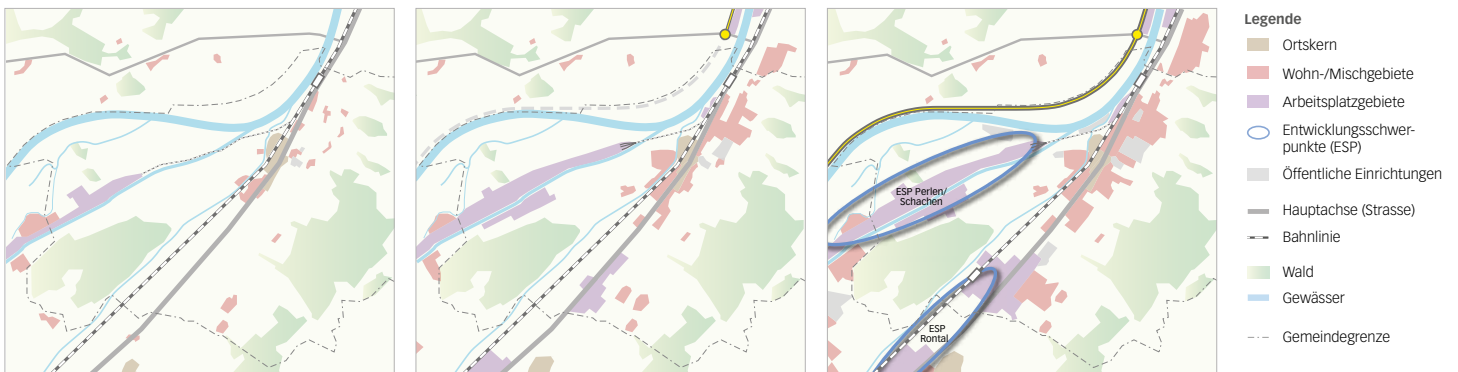 ESP Perlen/
Schachen
ESP
Rontal
Legende
Ortskern
Wohn-/Mischgebiete
Arbeitsplatzgebiete
Entwicklungsschwer-
punkte (ESP)
Öffentliche Einrichtungen
Hauptachse (Strasse)
Bahnlinie
Wald
Gewässer
Gemeindegrenze